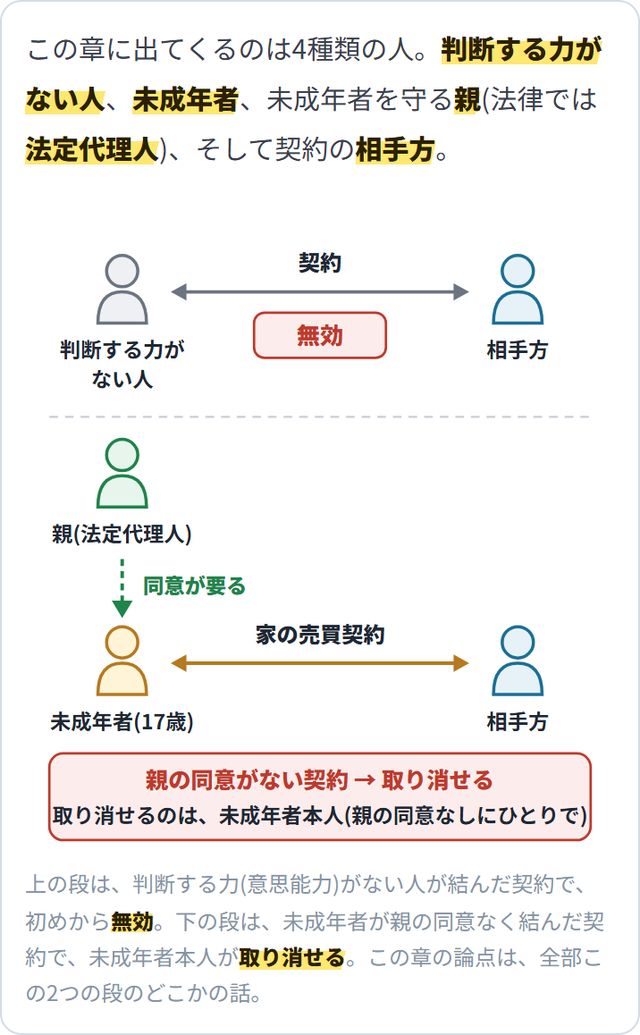 この章に出てくるのは4種類の人。判断する力が
ない人、未成年者、未成年者を守る親(法律では
法定代理人)、そして契約の相手方。
契約
無効
判断する力が
ない人
相手方
親(法定代理人)
同意が要る
家の売買契約
未成年者(17歳)
相手方
親の同意がない契約 → 取り消せる
取り消せるのは、未成年者本人(親の同意なしにひとりで)
上の段は、判断する力(意思能力)がない人が結んだ契約で、
初めから無効。下の段は、未成年者が親の同意なく結んだ契
約で、未成年者本人が取り消せる。この章の論点は、全部こ
の2つの段のどこかの話。